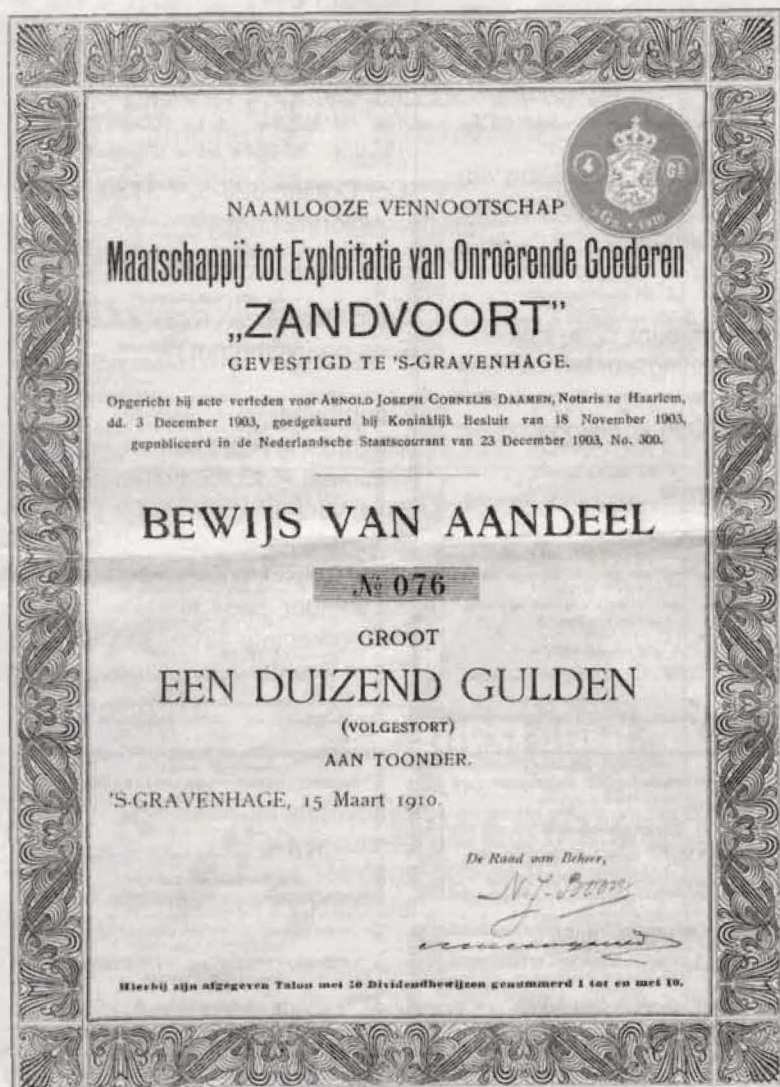 4 Gl
NAAMLOOZE VENNOOTSCHAP
Maatschappij tot Exploitatie van Onroerende Goederen
„ZANDVOORT”
GEVESTIGD TE 'S-GRAVENHAGE.
Opgericht bij acte verleden voor ARNOLD JOSEPH CORNELIS DAAMEN, Notaris te Haarlem,
dd. 3 December 1903, goedgekeurd bij Koninklijk Besluit van 18 November 1903,
gepubliceerd in de Nederlandsche Staatscourant van 23 December 1903, No. 300.
BEWIJS VAN AANDEEL
No 076
GROOT
EEN DUIZEND GULDEN
(VOLGESTORT)
AAN TOONDER.
'S-GRAVENHAGE, 15 Maart 1910.
De Raad van Beheer,
N. J. Boon
Hierbij zijn afgegeven Talon met 10 Dividendbewijzen genummerd 1 tot en met 10.